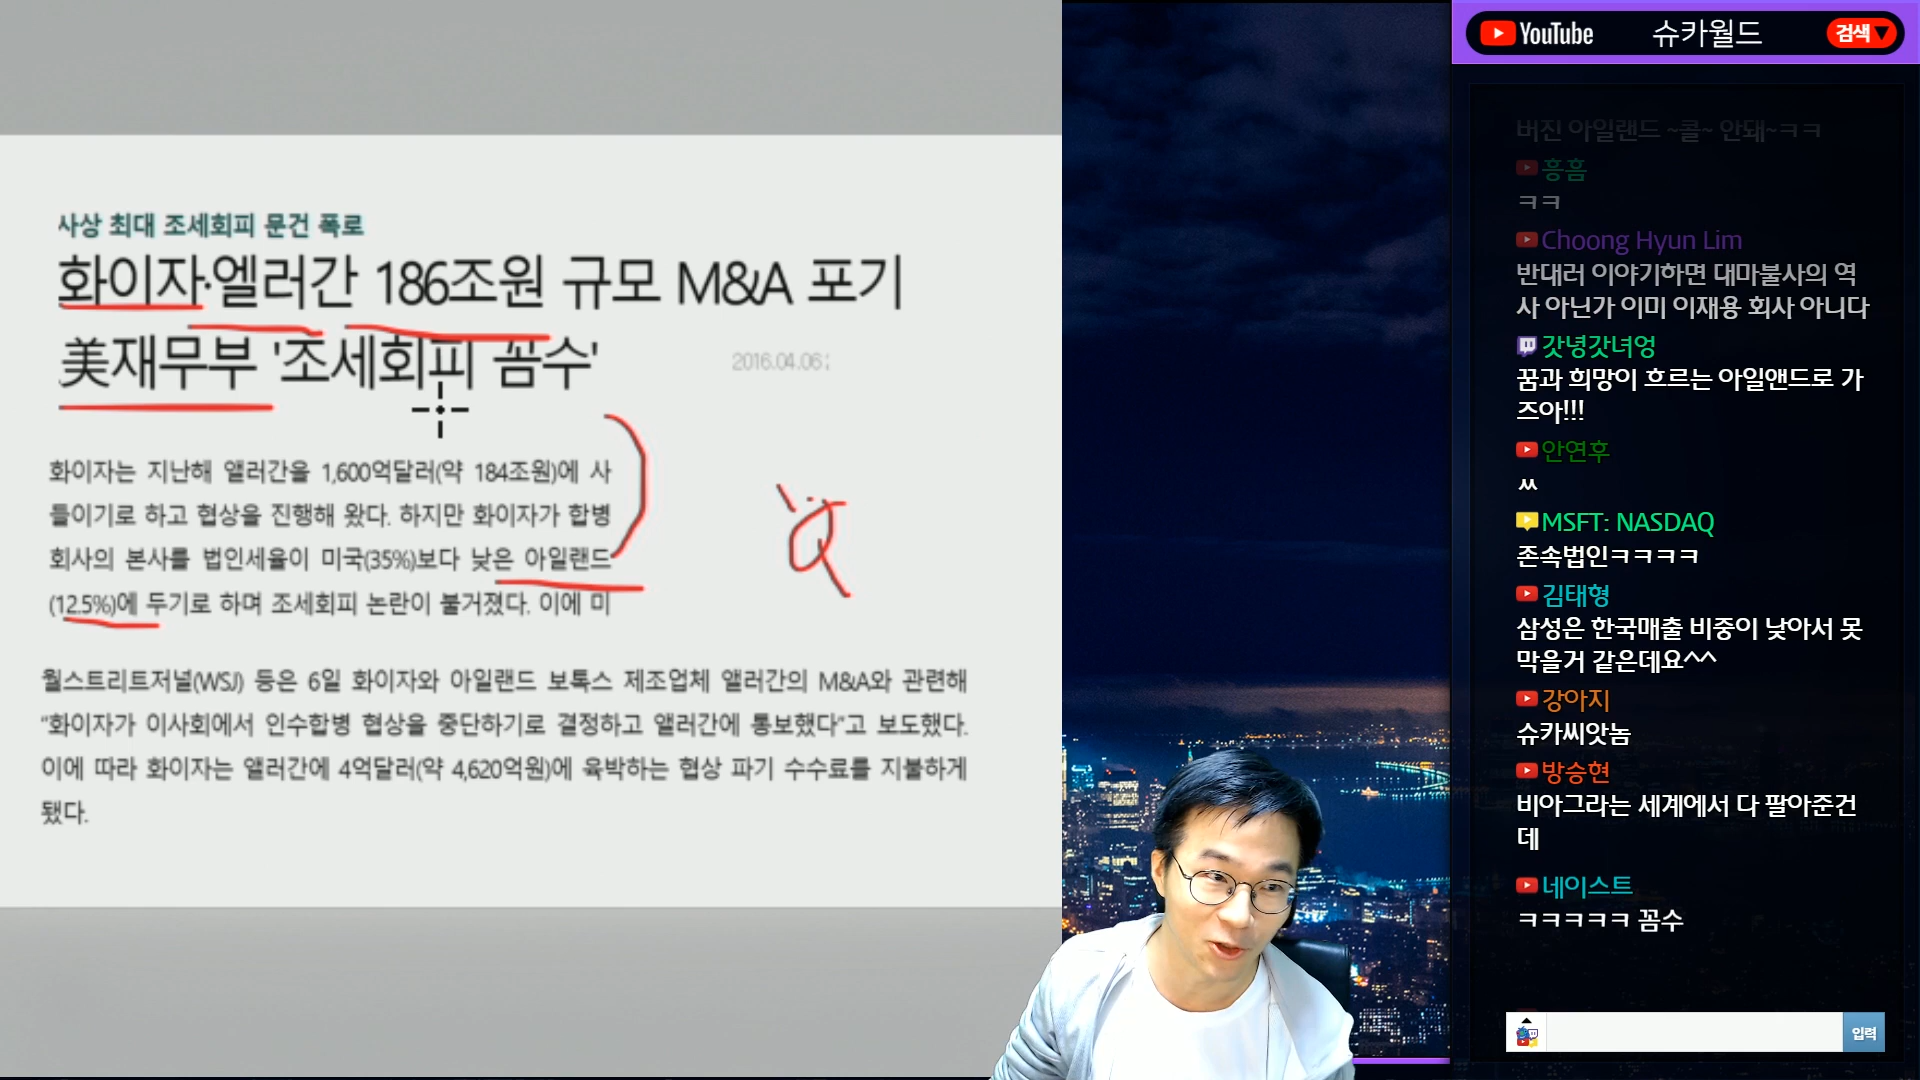 사상 최대 조세회피 문건 폭로
화이자·엘러간 186조원 규모 M&A 포기
美재무부 '조세회피 꼼수'
2016.04.06
화이자는 지난해 앨러간을 1,600억달러(약 184조원)에 사
들이기로 하고 협상을 진행해 왔다. 하지만 화이자가 합병
회사의 본사를 법인세율이 미국(35%)보다 낮은 아일랜드
(12.5%)에 두기로 하며 조세회피 논란이 불거졌다. 이에 미
월스트리트저널(WSJ) 등은 6일 화이자와 아일랜드 보톡스 제조업체 앨러간의 M&A와 관련해
“화이자가 이사회에서 인수합병 협상을 중단하기로 결정하고 앨러간에 통보했다”고 보도했다.
이에 따라 화이자는 앨러간에 4억달러(약 4,620억원)에 육박하는 협상 파기 수수료를 지불하게
됐다.
YouTube 슈카월드 검색▼
버진 아일랜드 ~콜~ 안돼~ㅋㅋ
흥흠
ㅋㅋ
Choong Hyun Lim
반대러 이야기하면 대마불사의 역
사 아닌가 이미 이재용 회사 아니다
갓녕갓녀엉
꿈과 희망이 흐르는 아일앤드로 가
즈아!!!
안연후
ㅆ
MSFT: NASDAQ
존속법인ㅋㅋㅋㅋ
김태형
삼성은 한국매출 비중이 낮아서 못
막을거 같은데요^^
강아지
슈카씨앗놈
방승현
비아그라는 세계에서 다 팔아준건
데
네이스트
ㅋㅋㅋㅋㅋ 꼼수
입력